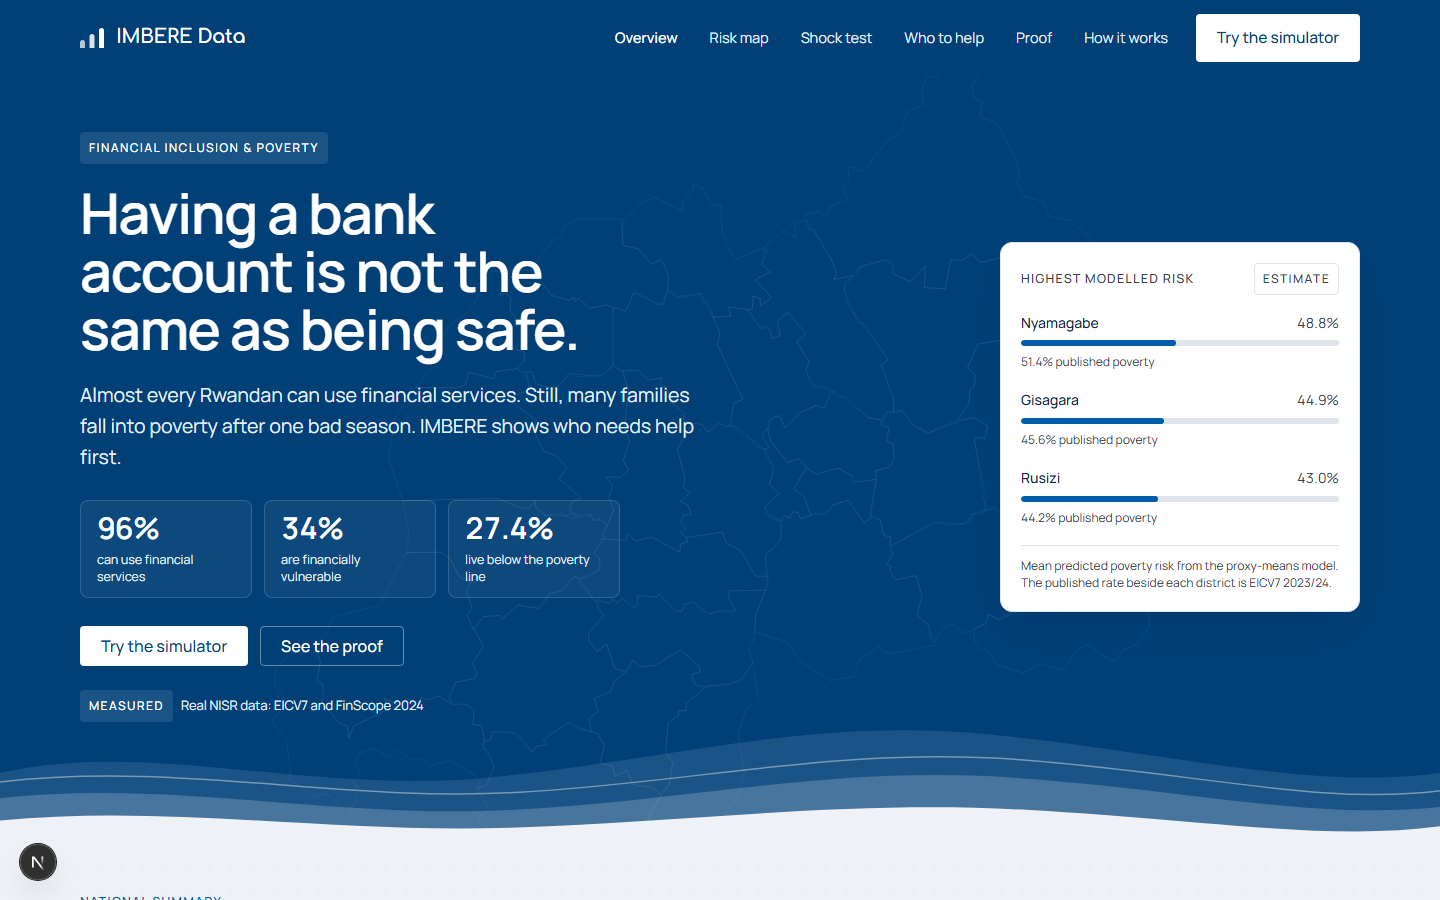 IMBERE Data
Overview
Risk map
Shock test
Who to help
Proof
How it works
Try the simulator
FINANCIAL INCLUSION & POVERTY
Having a bank
account is not the
same as being safe.
Almost every Rwandan can use financial services. Still, many families
fall into poverty after one bad season. IMBERE shows who needs help
first.
96%
can use financial
services
34%
are financially
vulnerable
27.4%
live below the poverty
line
Try the simulator
See the proof
MEASURED
Real NISR data: EICV7 and FinScope 2024
HIGHEST MODELLED RISK
ESTIMATE
Nyamagabe
48.8%
51.4% published poverty
Gisagara
44.9%
45.6% published poverty
Rusizi
43.0%
44.2% published poverty
Mean predicted poverty risk from the proxy-means model.
The published rate beside each district is EICV7 2023/24.
N
NATIONAL SUMMARY